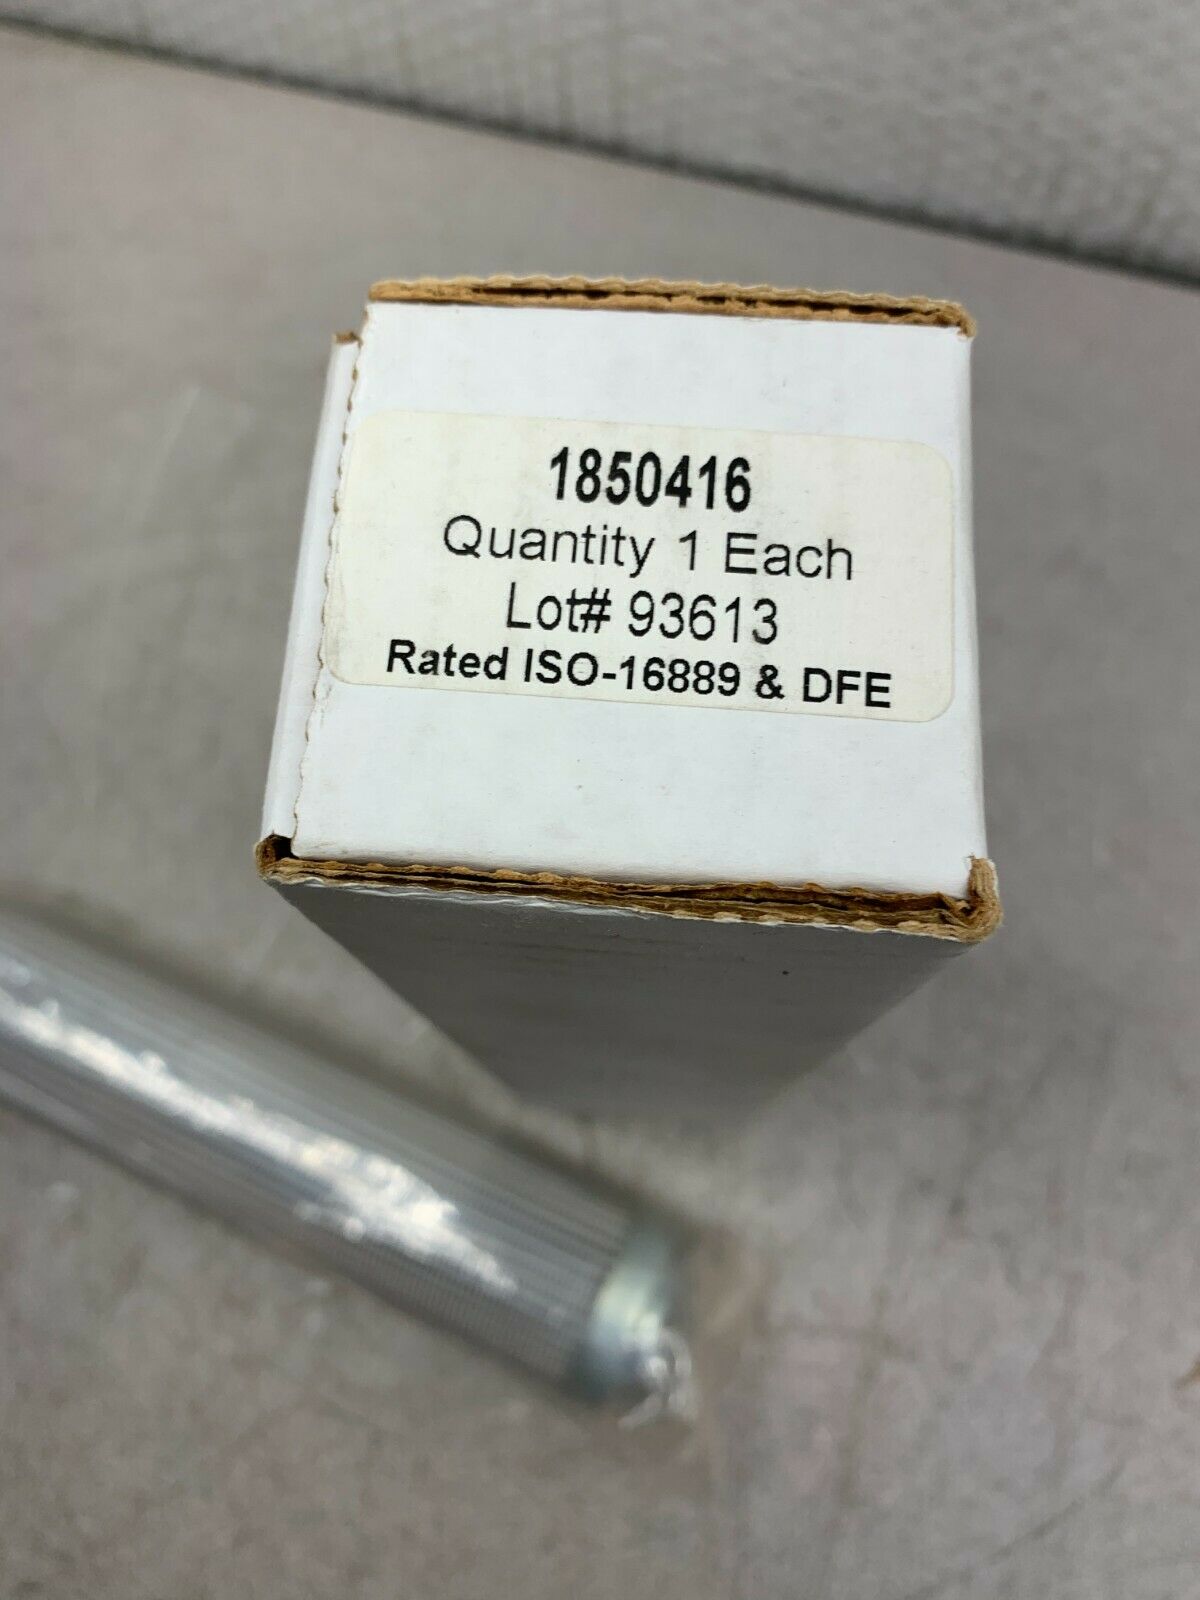 1850416
Quantity 1 Each
Lot# 93613
Rated ISO-16889 & DFE